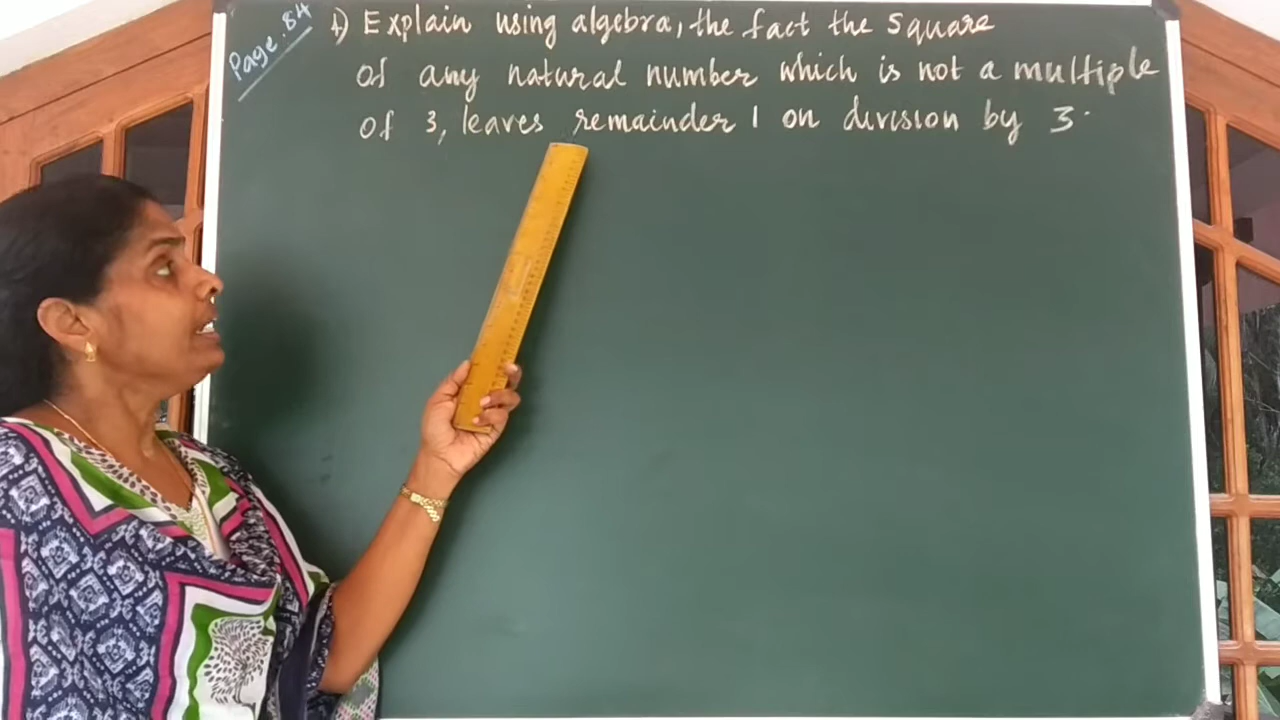 Page. 84
1) Explain using algebra, the fact the square
of any natural number which is not a multiple
of 3, leaves remainder 1 on division by 3.